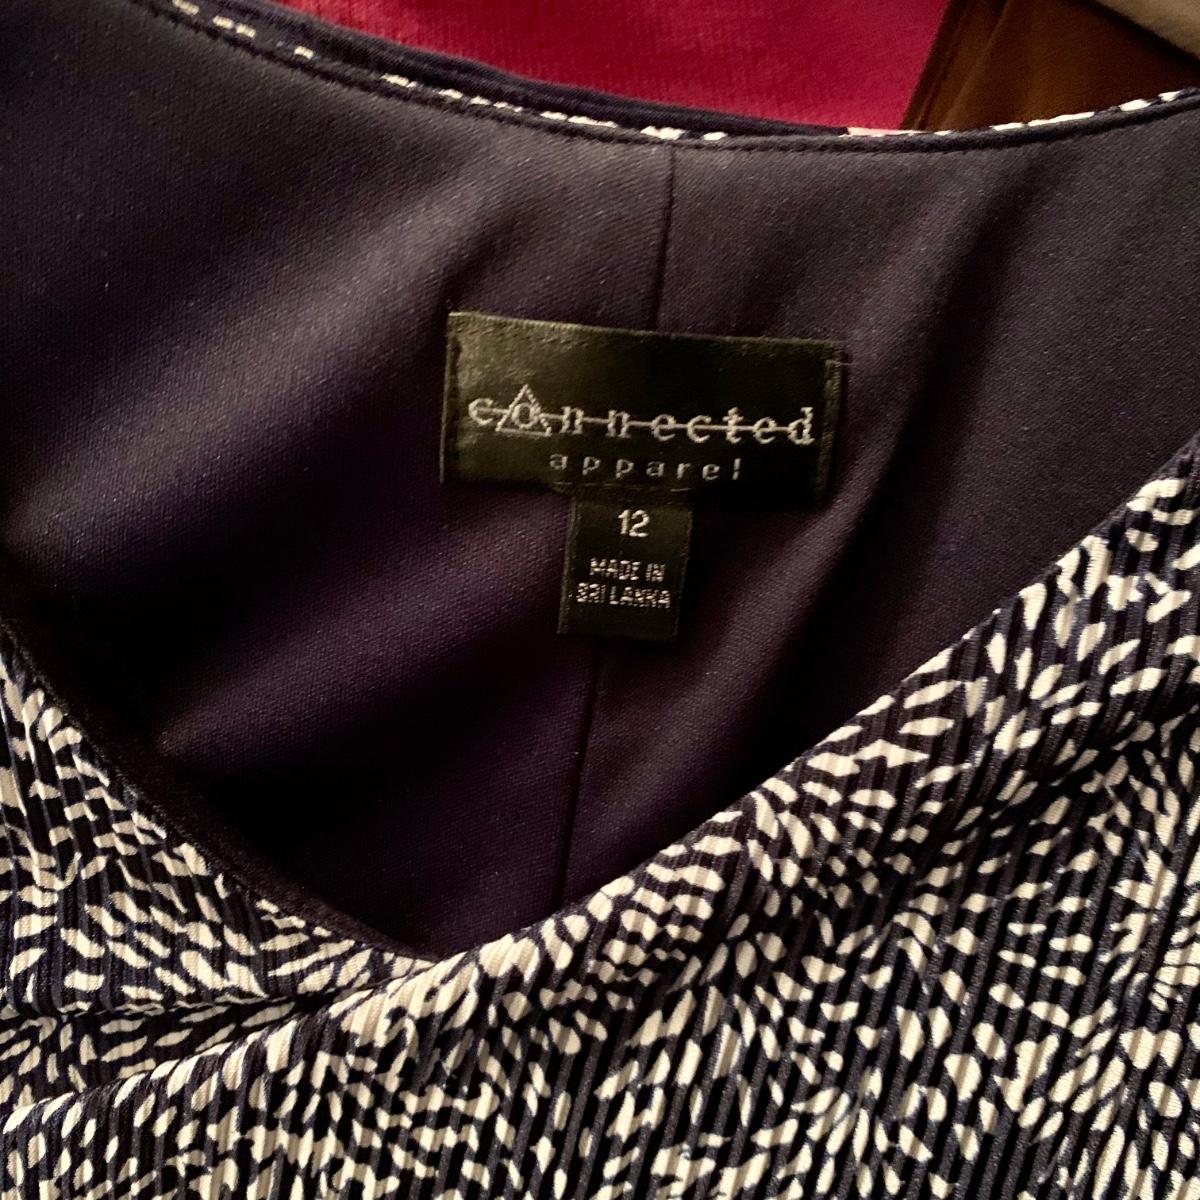 connected
apparel
12
MADE IN
SRI LANKA